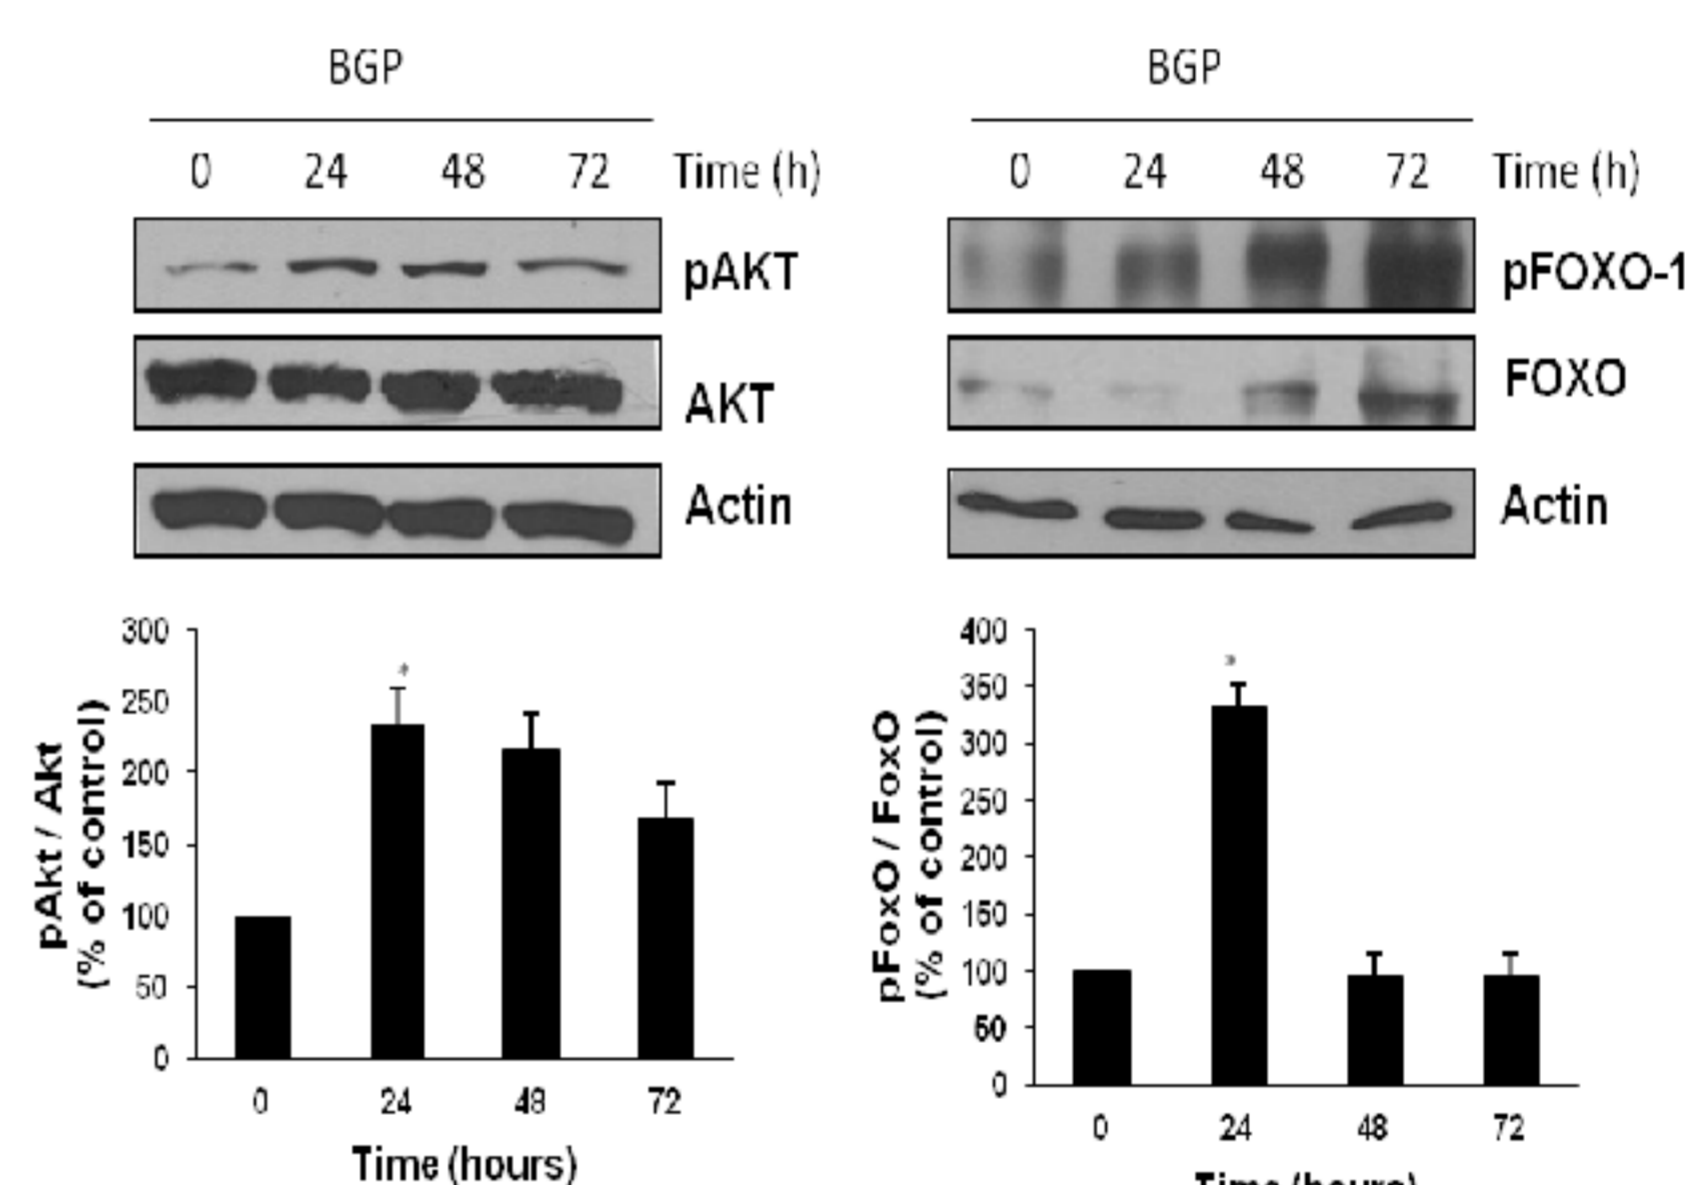 BGP
0 24 48 72 Time (h)
pAKT
AKT
Actin
300
250
200
150
100
50
0
pAkt / Akt
(% of control)
*
0 24 48 72
Time (hours)
BGP
0 24 48 72 Time (h)
pFOXO-1
FOXO
Actin
400
350
300
250
200
150
100
50
0
pFoxO / FoxO
(% of control)
0 24 48 72
Time (hours)